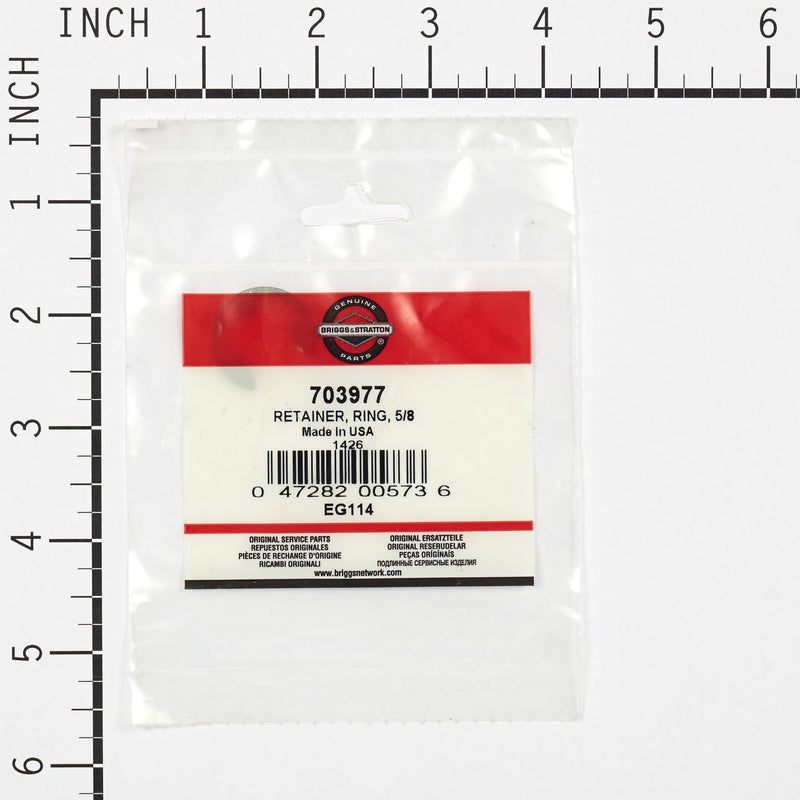 INCH 1 2 3 4 5 6
INCH 1 2 3 4 5 6
GENUINE
BRIGGS&STRATTON
®
PARTS
703977
RETAINER, RING, 5/8
Made In USA
1426
0 47282 00573 6
EG114
ORIGINAL SERVICE PARTS
REPUESTOS ORIGINALES
PIÈCES DE RECHANGE D'ORIGINE
RICAMBI ORIGINALI
ORIGINAL ERSATZTEILE
ORIGINAL RESERUDELAR
PEÇAS ORIGÍNAIS
ПОДЛИННЫЕ СЕРВИСНЫЕ ИЗДЕЛИЯ
www.briggsnetwork.com